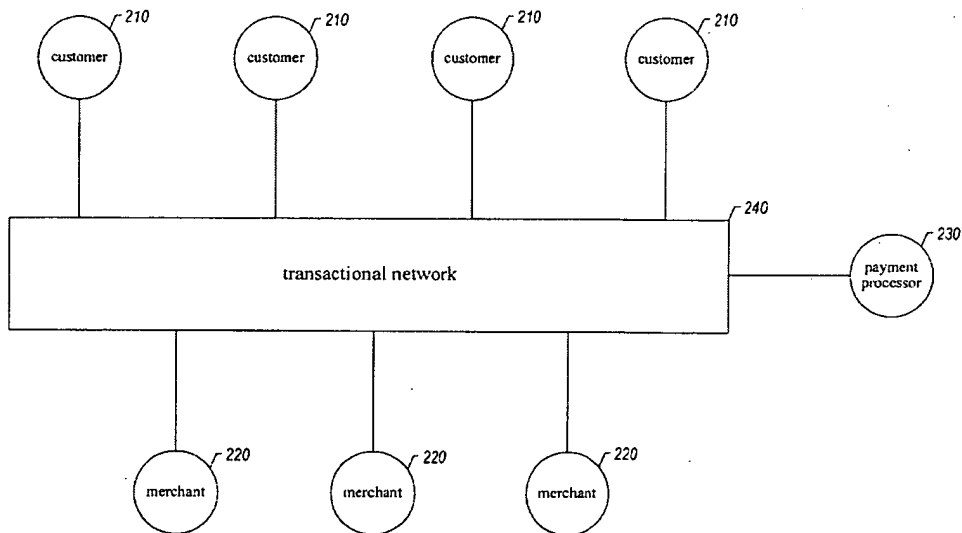 210
210
210
210
customer
customer
customer
customer
240
230
transactional network
payment
processor
220
220
220
merchant
merchant
merchant